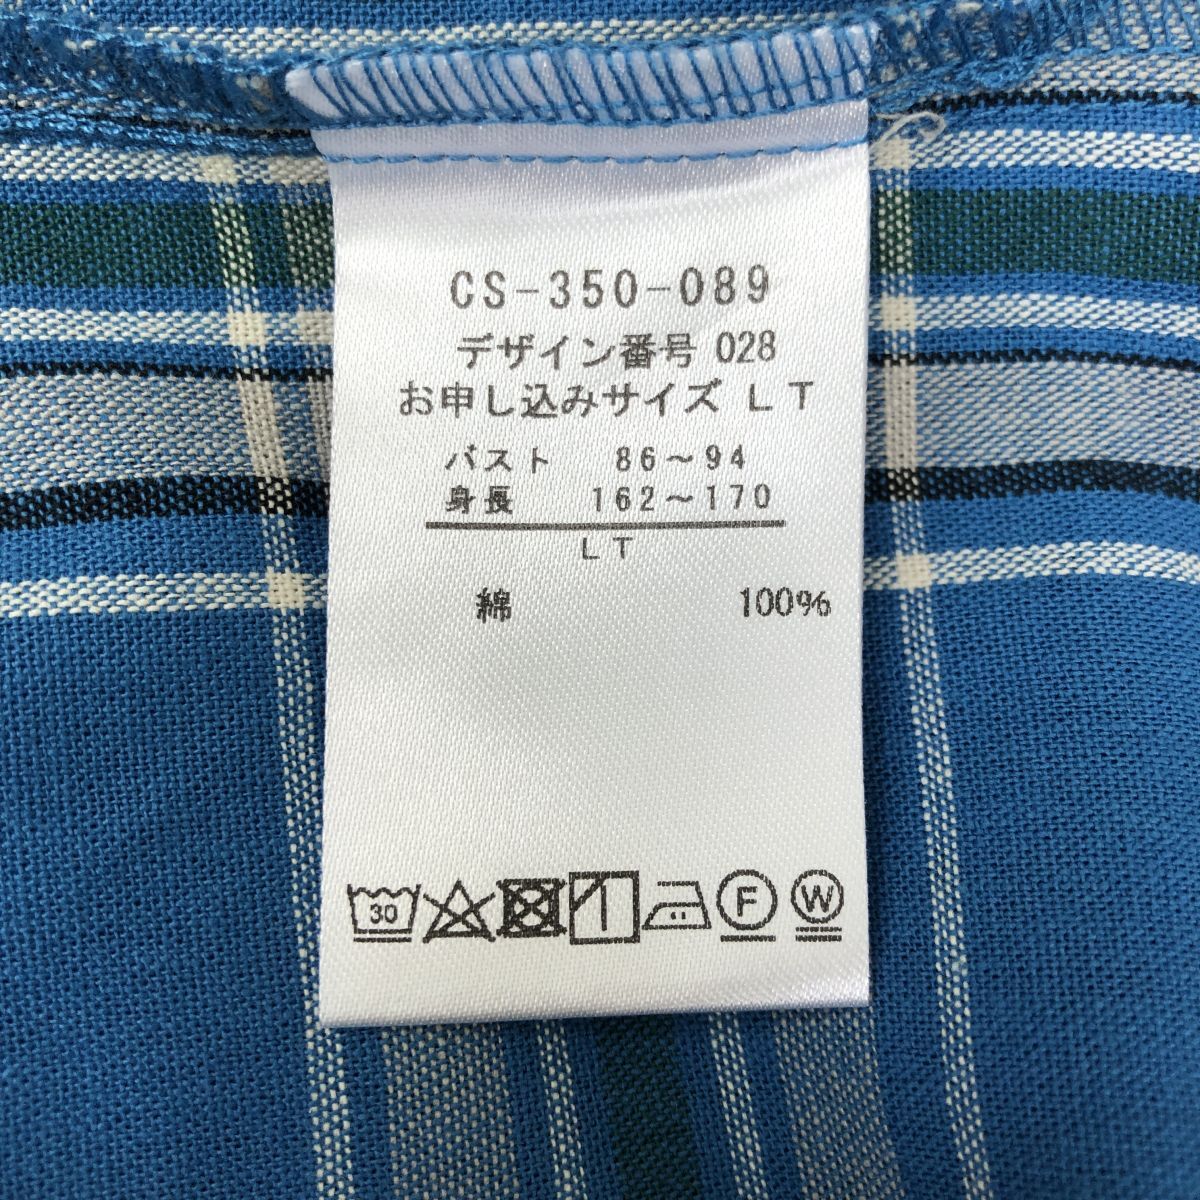 CS-350-089
デザイン番号 028
お申し込みサイズ LT
バスト 86～94
身長 162～170
LT
綿 100%
30 F W